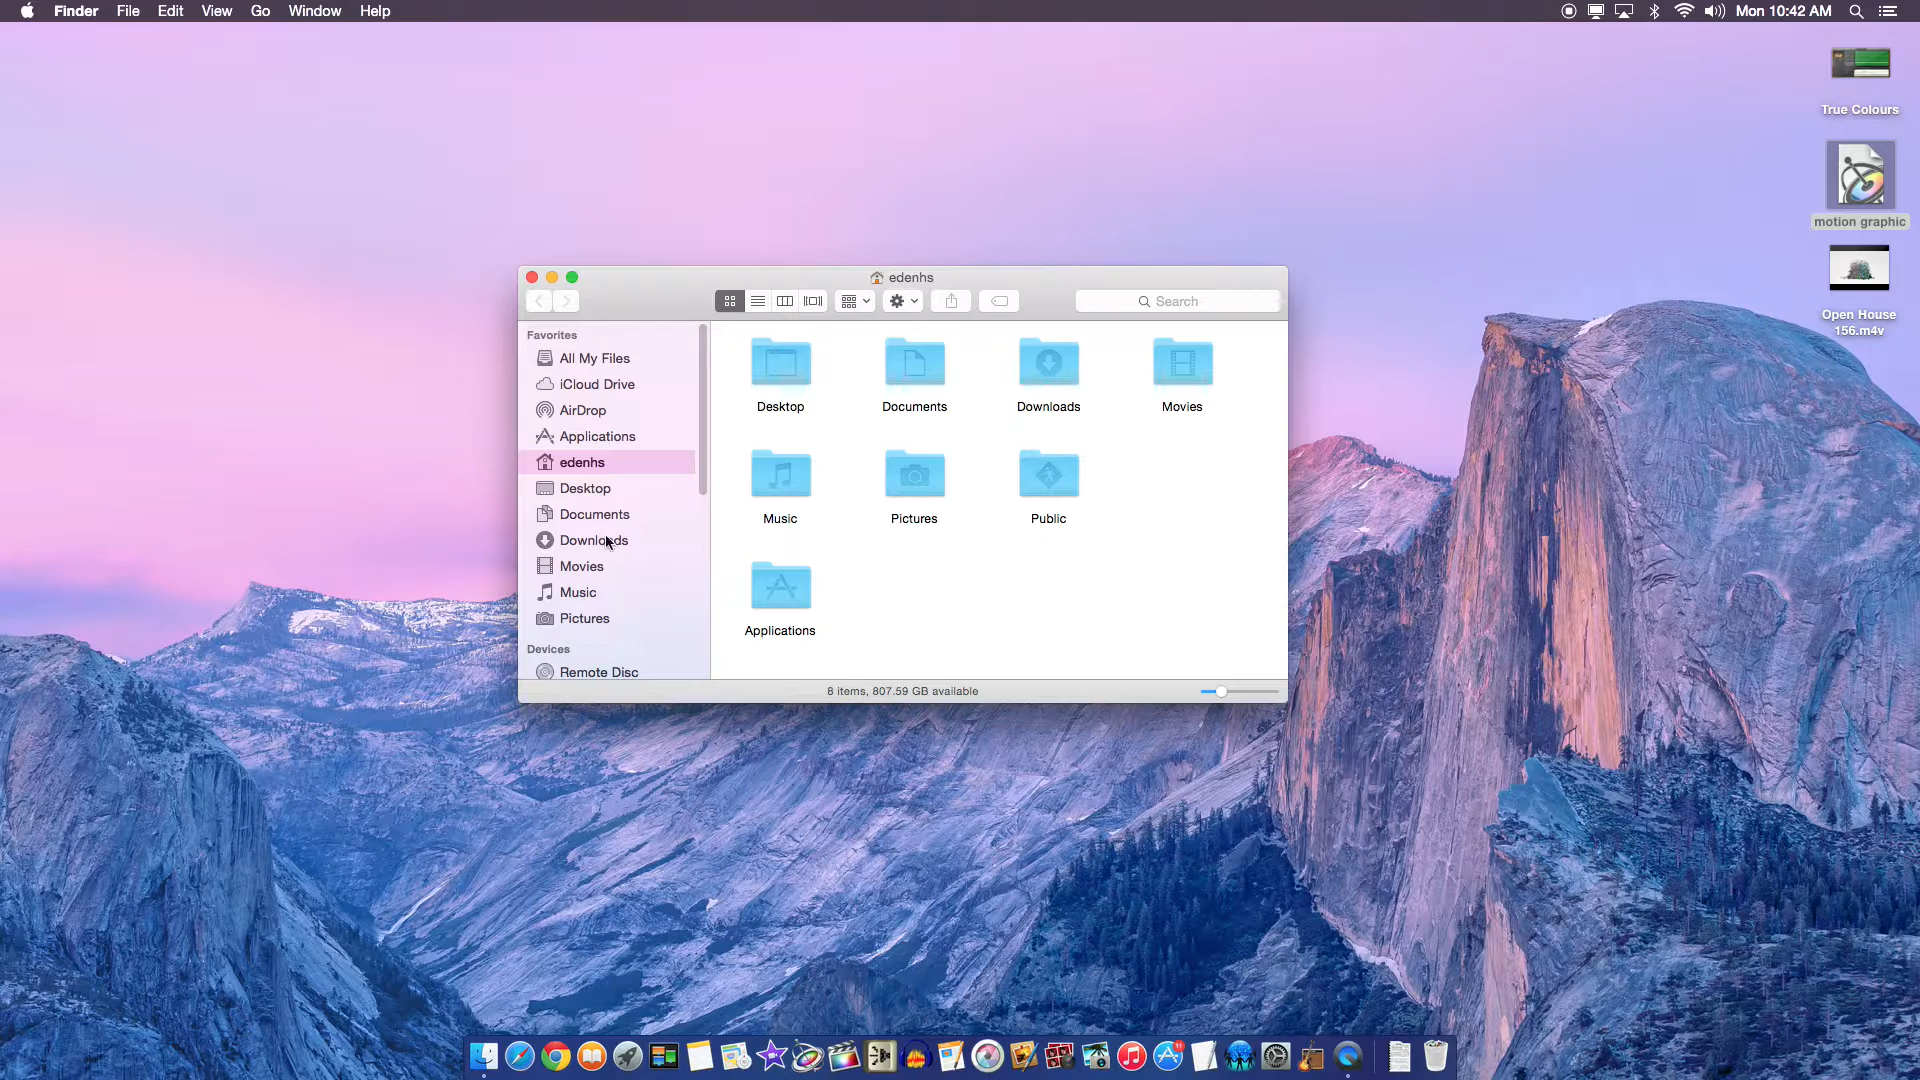 Finder File Edit View Go Window Help
Mon 10:42 AM
True Colours
motion graphic
Open House
156.m4v
edenhs
Search
Favorites
All My Files
iCloud Drive
AirDrop
Applications
edenhs
Desktop
Documents
Downloads
Movies
Music
Pictures
Devices
Remote Disc
Desktop
Documents
Downloads
Movies
Music
Pictures
Public
Applications
8 items, 807.59 GB available
11